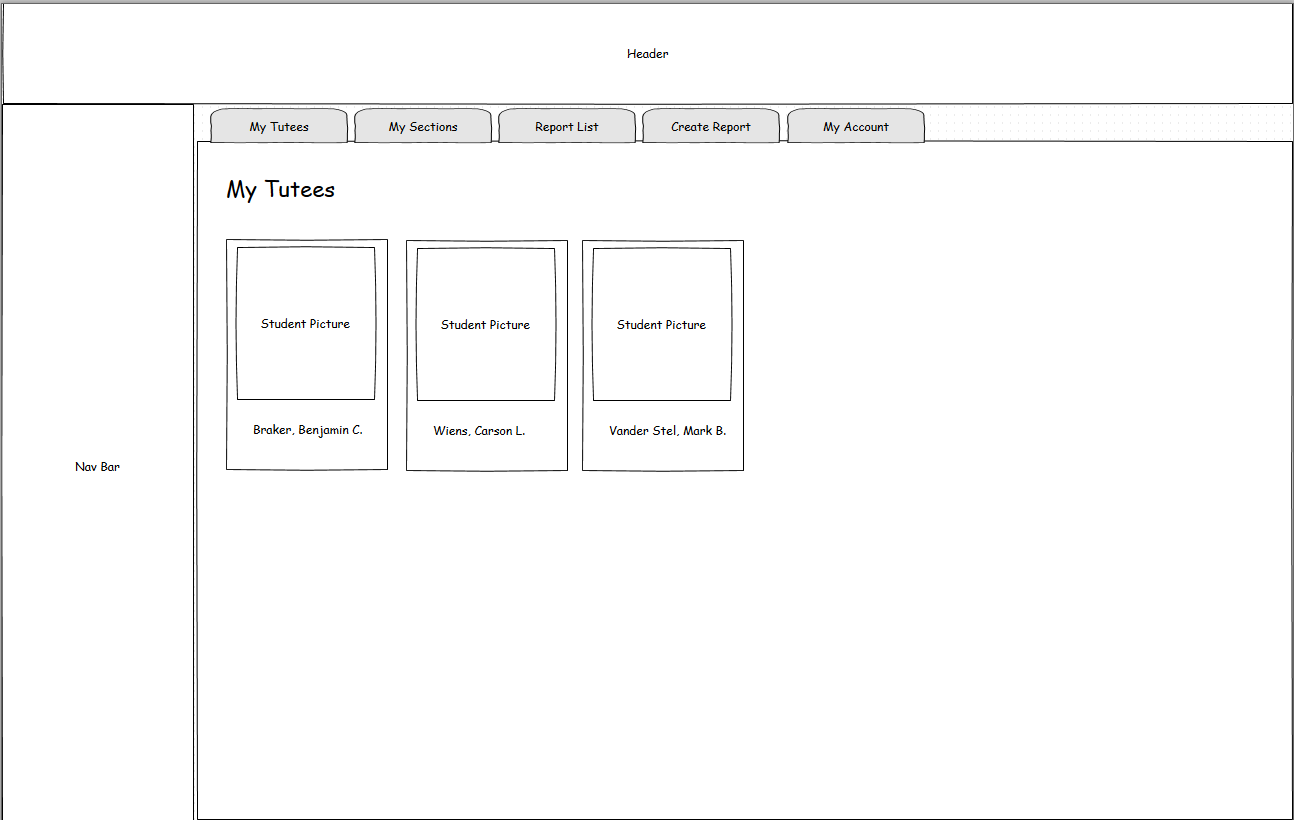 Header
My Tutees
My Sections
Report List
Create Report
My Account
My Tutees
Student Picture
Student Picture
Student Picture
Braker, Benjamin C.
Wiens, Carson L.
Vander Stel, Mark B.
Nav Bar